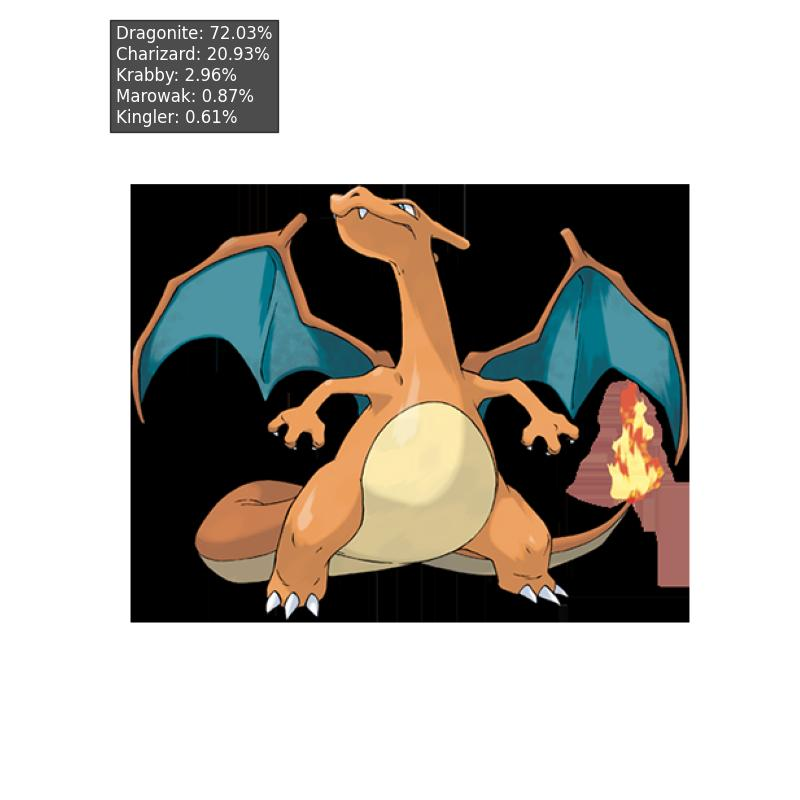 Dragonite: 72.03%
Charizard: 20.93%
Krabby: 2.96%
Marowak: 0.87%
Kingler: 0.61%